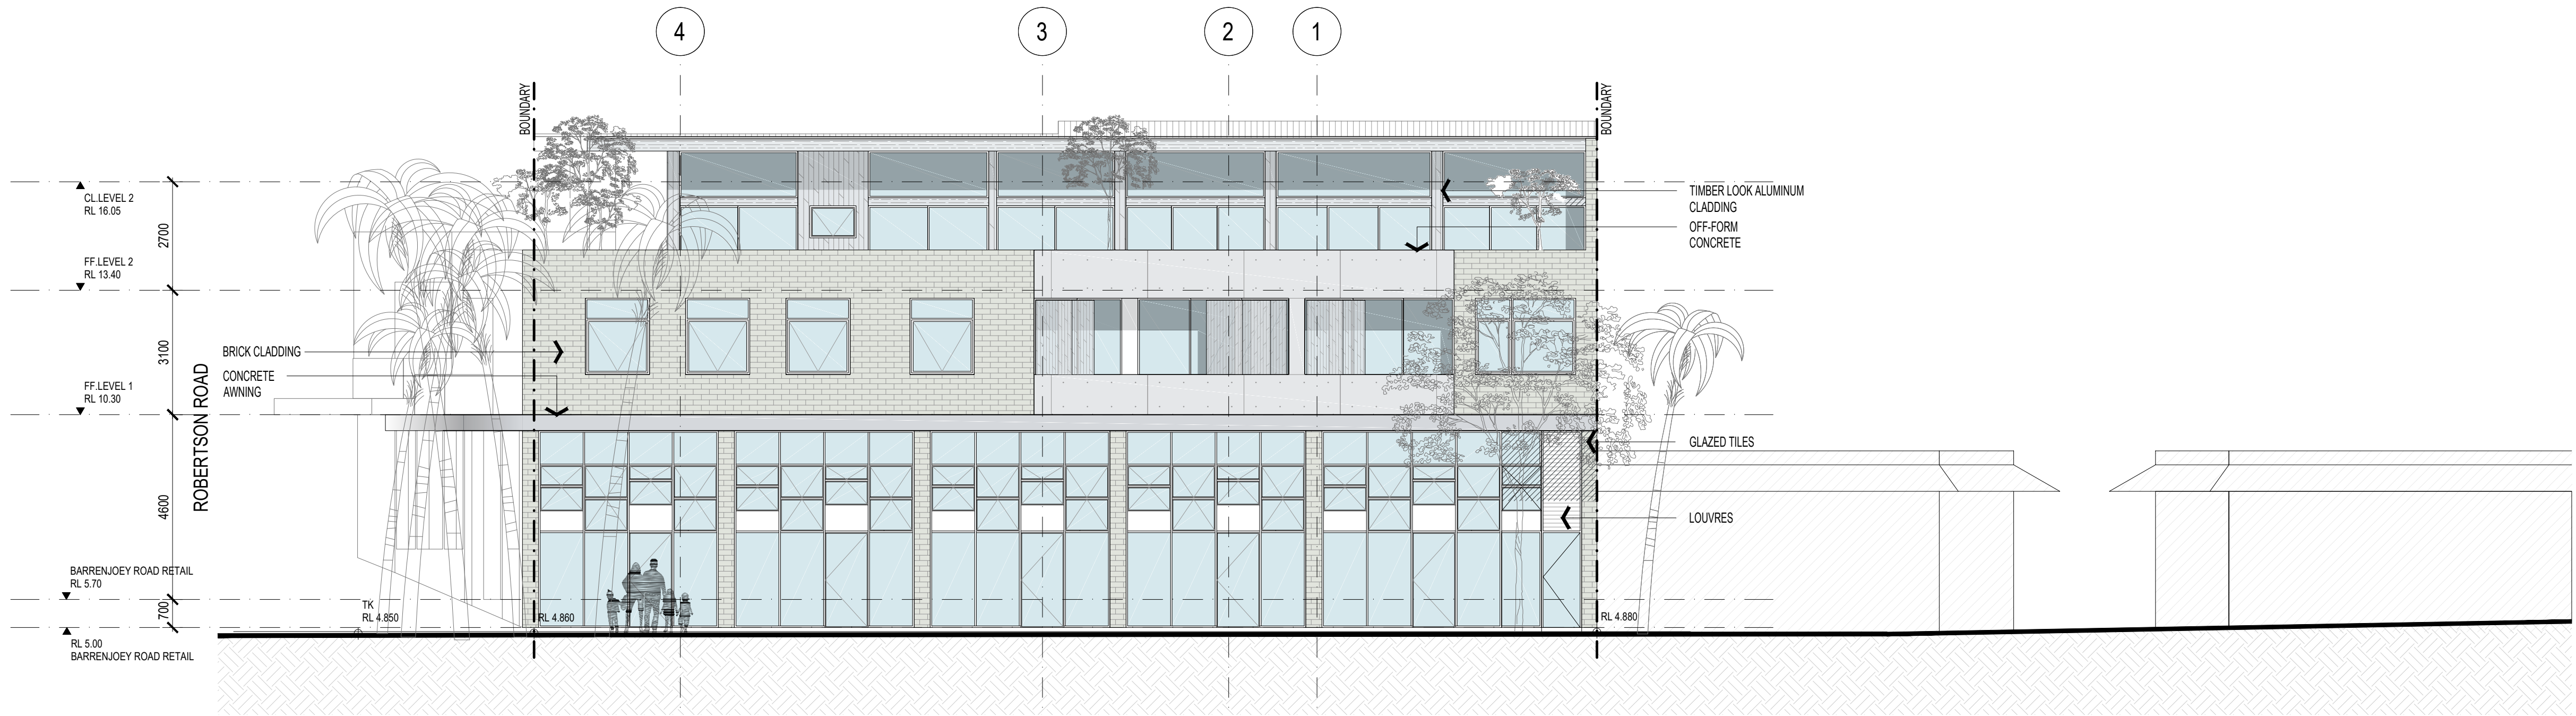 4
3
2
1
BOUNDARY
BOUNDARY
CL.LEVEL 2
RL 16.05
2700
FF.LEVEL 2
RL 13.40
3100
FF.LEVEL 1
RL 10.30
4600
BARRENJOEY ROAD RETAIL
RL 5.70
700
RL 5.00
BARRENJOEY ROAD RETAIL
ROBERTSON ROAD
BRICK CLADDING
CONCRETE
AWNING
TK
RL 4.850
RL 4.860
TIMBER LOOK ALUMINUM
CLADDING
OFF-FORM
CONCRETE
GLAZED TILES
LOUVRES
RL 4.880